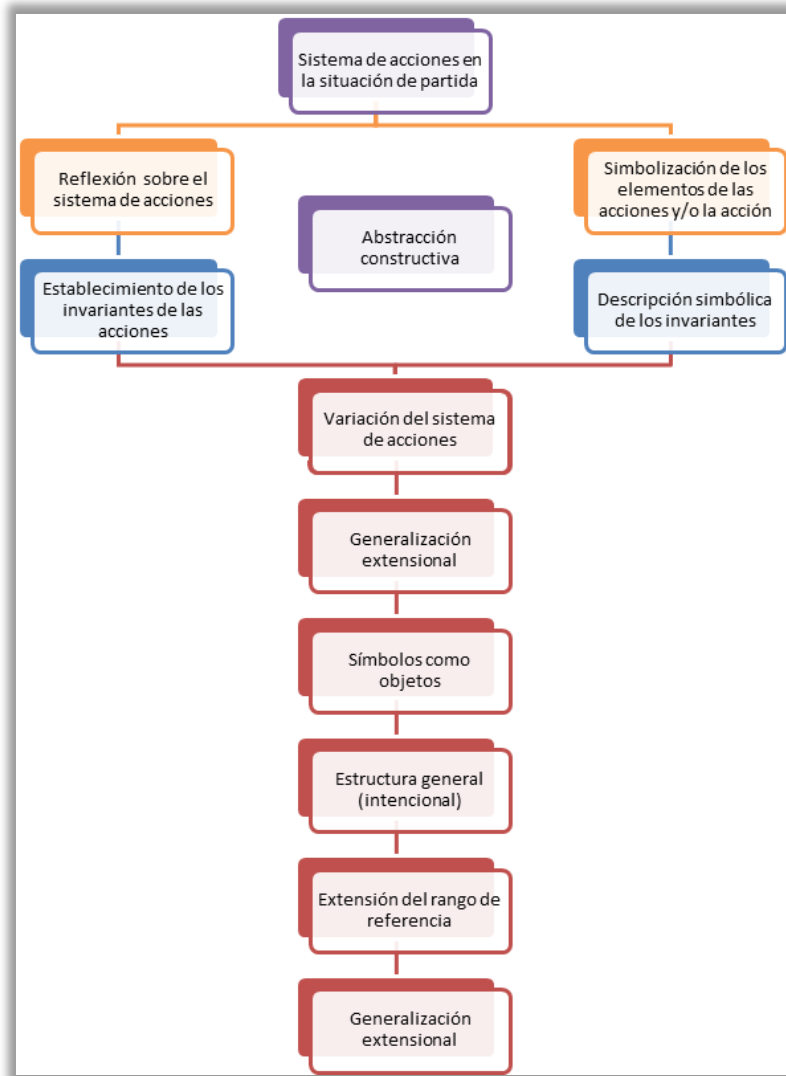 Sistema de acciones en
la situación de partida
Reflexión sobre el
sistema de acciones
Abstracción
constructiva
Simbolización de los
elementos de las
acciones y/o la acción
Establecimiento de los
invariantes de las
acciones
Descripción simbólica
de los invariantes
Variación del sistema
de acciones
Generalización
extensional
Símbolos como
objetos
Estructura general
(intencional)
Extensión del rango de
referencia
Generalización
extensional